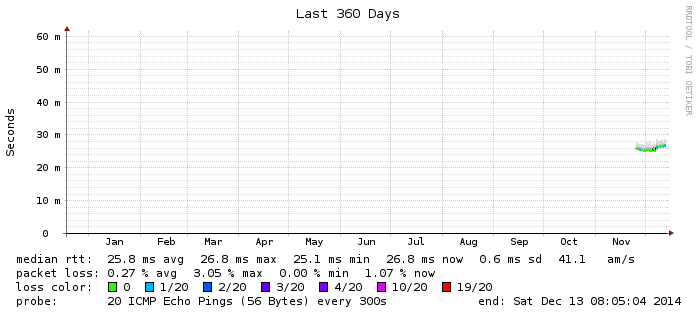 Last 360 Days
RRDTOOL / TOBI OETIKER
Seconds
60 m
50 m
40 m
30 m
20 m
10 m
0
Jan Feb Mar Apr May Jun Jul Aug Sep Oct Nov
median rtt: 25.8 ms avg 26.8 ms max 25.1 ms min 26.8 ms now 0.6 ms sd 41.1 am/s
packet loss: 0.27 % avg 3.05 % max 0.00 % min 1.07 % now
loss color: 0 1/20 2/20 3/20 4/20 10/20 19/20
probe: 20 ICMP Echo Pings (56 Bytes) every 300s end: Sat Dec 13 08:05:04 2014